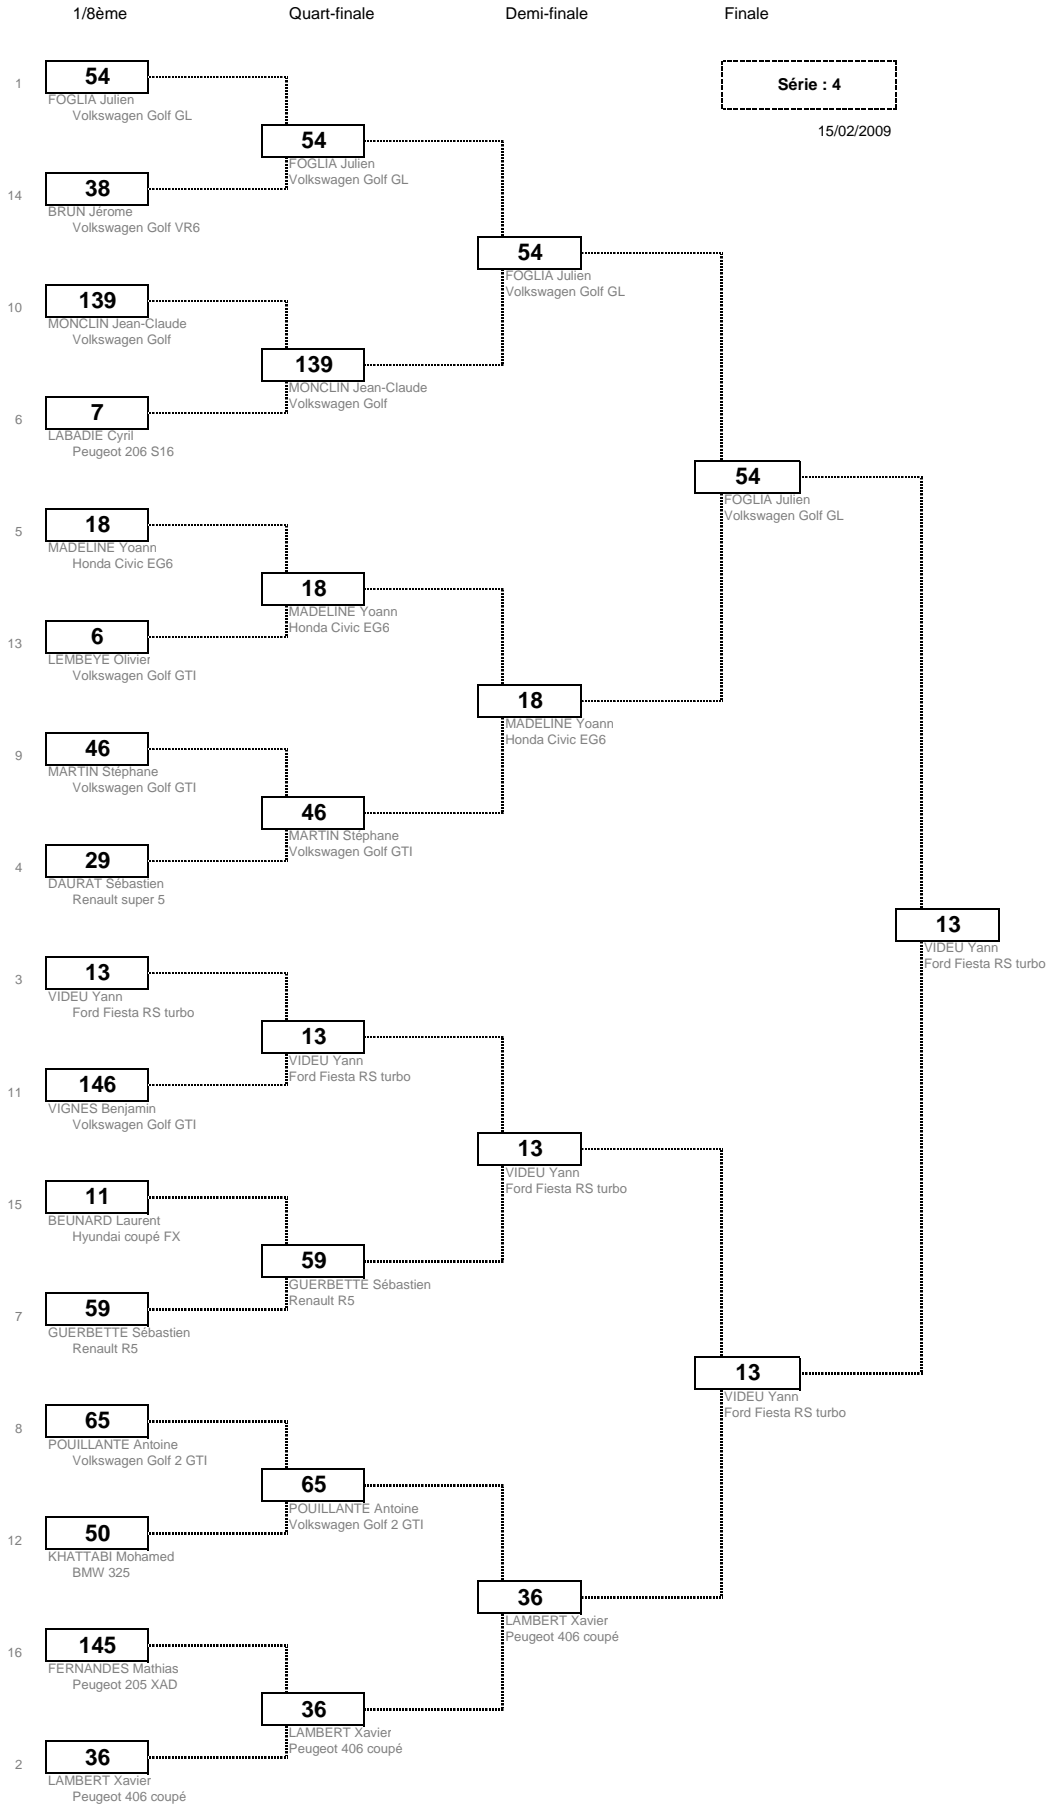 1/8ème Quart-finale Demi-finale Finale
Série : 4
15/02/2009
1 54
FOGLIA Julien
Volkswagen Golf GL
54
FOGLIA Julien
Volkswagen Golf GL
14 38
BRUN Jérome
Volkswagen Golf VR6
54
FOGLIA Julien
Volkswagen Golf GL
10 139
MONCLIN Jean-Claude
Volkswagen Golf
139
MONCLIN Jean-Claude
Volkswagen Golf
6 7
LABADIE Cyril
Peugeot 206 S16
54
FOGLIA Julien
Volkswagen Golf GL
5 18
MADELINE Yoann
Honda Civic EG6
18
MADELINE Yoann
Honda Civic EG6
13 6
LEMBEYE Olivier
Volkswagen Golf GTI
18
MADELINE Yoann
Honda Civic EG6
9 46
MARTIN Stéphane
Volkswagen Golf GTI
46
MARTIN Stéphane
Volkswagen Golf GTI
4 29
DAURAT Sébastien
Renault super 5
13
VIDEU Yann
Ford Fiesta RS turbo
3 13
VIDEU Yann
Ford Fiesta RS turbo
13
VIDEU Yann
Ford Fiesta RS turbo
11 146
VIGNES Benjamin
Volkswagen Golf GTI
13
VIDEU Yann
Ford Fiesta RS turbo
15 11
BEUNARD Laurent
Hyundai coupé FX
59
GUERBETTE Sébastien
Renault R5
7 59
GUERBETTE Sébastien
Renault R5
13
VIDEU Yann
Ford Fiesta RS turbo
8 65
POUILLANTE Antoine
Volkswagen Golf 2 GTI
65
POUILLANTE Antoine
Volkswagen Golf 2 GTI
12 50
KHATTABI Mohamed
BMW 325
36
LAMBERT Xavier
Peugeot 406 coupé
16 145
FERNANDES Mathias
Peugeot 205 XAD
36
LAMBERT Xavier
Peugeot 406 coupé
2 36
LAMBERT Xavier
Peugeot 406 coupé